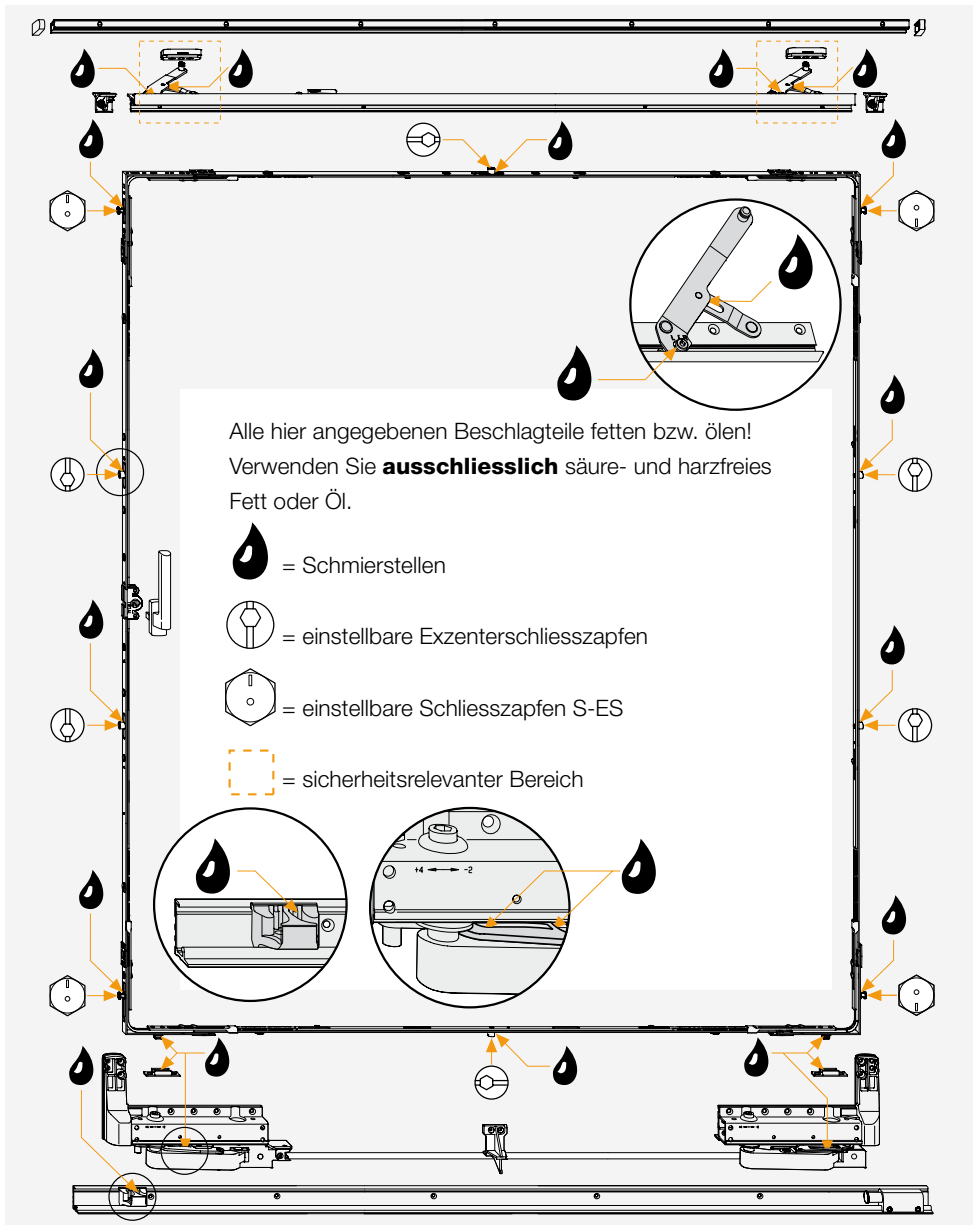 Alle hier angegebenen Beschlagteile fetten bzw. ölen!
Verwenden Sie ausschliesslich säure- und harzfreies
Fett oder Öl.
= Schmierstellen
= einstellbare Exzenterschliesszapfen
= einstellbare Schliesszapfen S-ES
= sicherheitsrelevanter Bereich
+4 -2